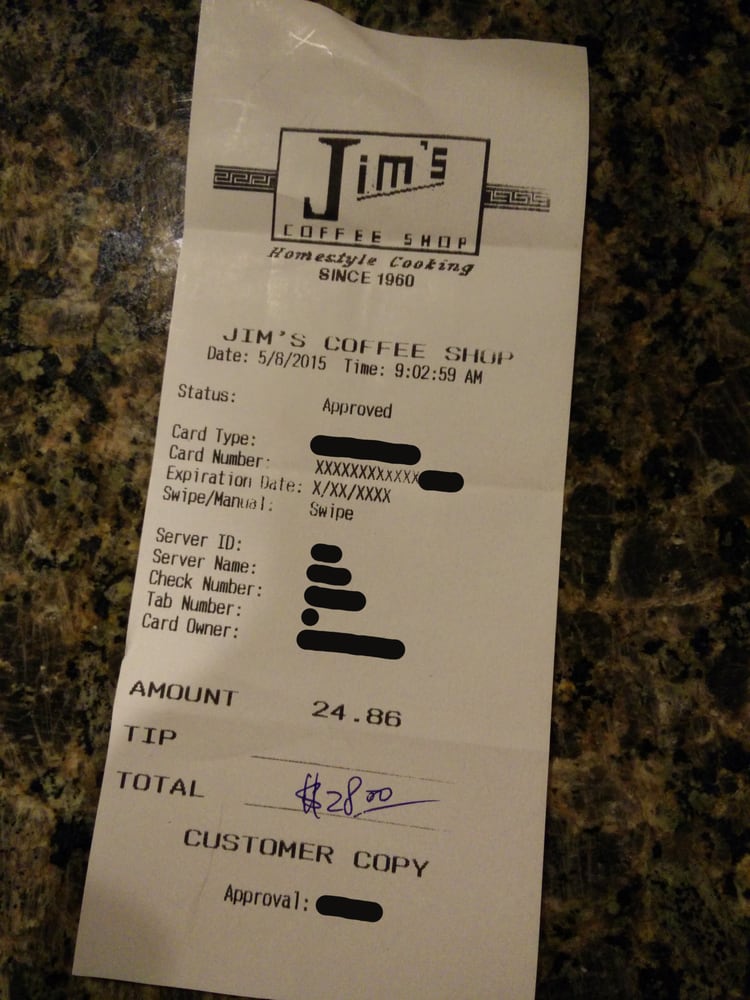 Jim's
COFFEE SHOP
Homestyle Cooking
SINCE 1960
JIM'S COFFEE SHOP
Date: 5/8/2015 Time: 9:02:59 AM
Status: Approved
Card Type:
Card Number: XXXXXXXXXXXX
Expiration Date: X/XX/XXXX
Swipe/Manual: Swipe
Server ID:
Server Name:
Check Number:
Tab Number:
Card Owner:
AMOUNT 24.86
TIP
TOTAL $28.00
CUSTOMER COPY
Approval: